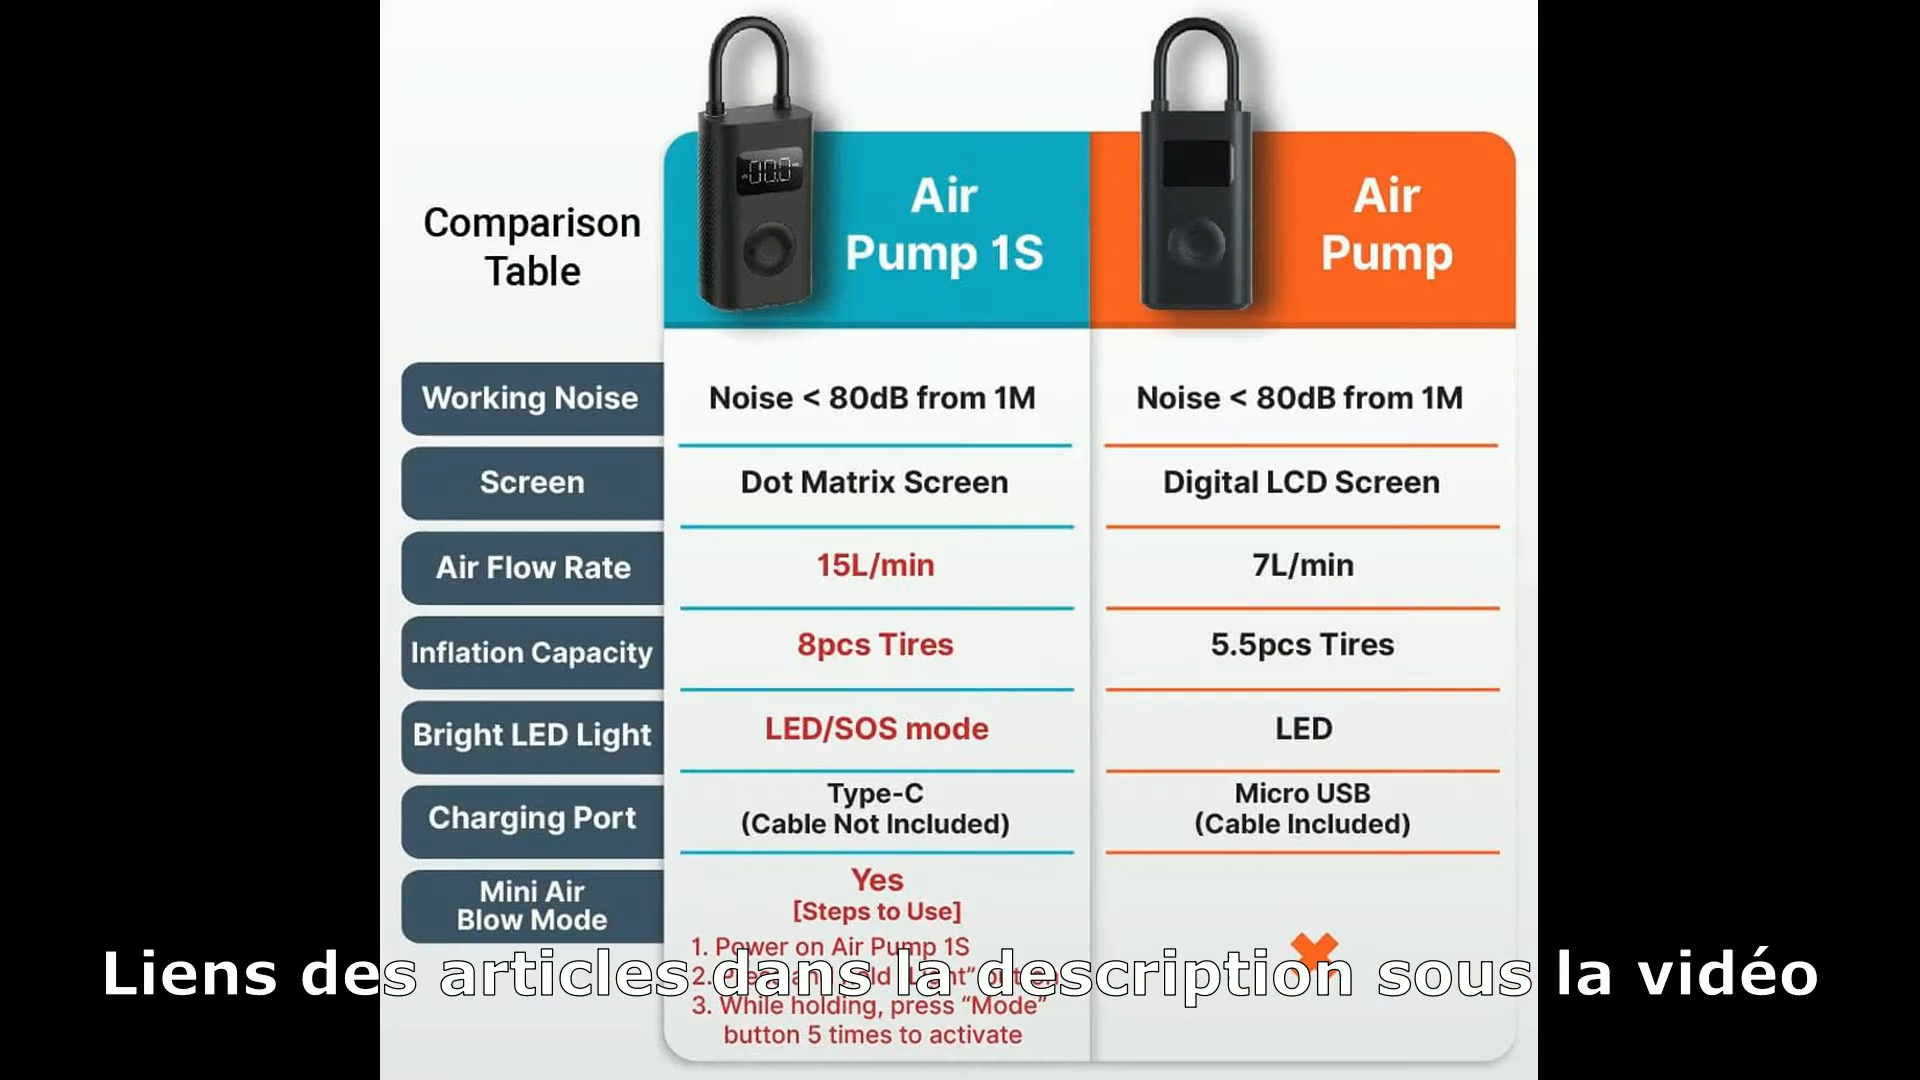 Comparison
Table
Air
Pump 1S
Air
Pump
00.0
Working Noise
Noise < 80dB from 1M
Noise < 80dB from 1M
Screen
Dot Matrix Screen
Digital LCD Screen
Air Flow Rate
15L/min
7L/min
Inflation Capacity
8pcs Tires
5.5pcs Tires
Bright LED Light
LED/SOS mode
LED
Charging Port
Type-C
(Cable Not Included)
Micro USB
(Cable Included)
Mini Air
Blow Mode
Yes
[Steps to Use]
1. Power on Air Pump 1S
2.
3. While holding, press “Mode”
button 5 times to activate
Liens des articles dans la description sous la vidéo